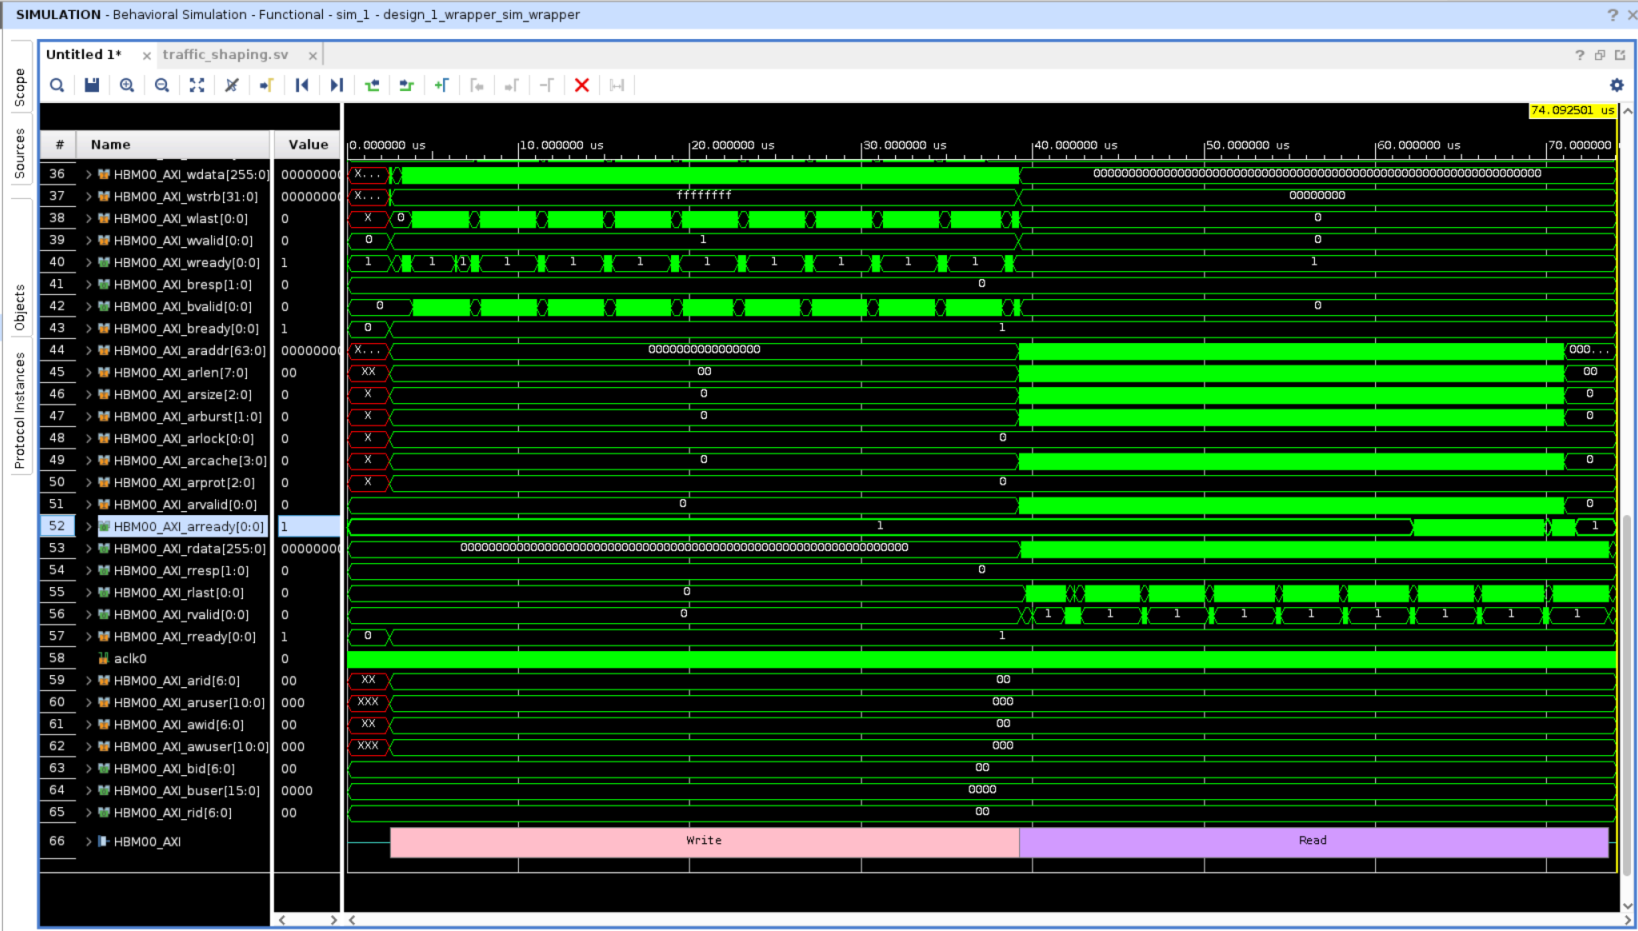 SIMULATION - Behavioral Simulation - Functional - sim_1 - design_1_wrapper_sim_wrapper
Untitled 1* traffic_shaping.sv
Scope
Sources
Objects
Protocol Instances
74.092501 us
# Name Value 0.000000 us 10.000000 us 20.000000 us 30.000000 us 40.000000 us 50.000000 us 60.000000 us 70.000000
36 HBM00_AXI_wdata[255:0] 00000000 X...
37 HBM00_AXI_wstrb[31:0] 00000000 X... ffffffff 00000000
38 HBM00_AXI_wlast[0:0] 0 X 0 0
39 HBM00_AXI_wvalid[0:0] 0 0 1 0
40 HBM00_AXI_wready[0:0] 1 1 1 1 1 1 1 1 1 1 1 1 1
41 HBM00_AXI_bresp[1:0] 0 0
42 HBM00_AXI_bvalid[0:0] 0 0 0
43 HBM00_AXI_bready[0:0] 1 0 1
44 HBM00_AXI_araddr[63:0] 00000000 X... 0000000000000000 000...
45 HBM00_AXI_arlen[7:0] 00 XX 00 00
46 HBM00_AXI_arsize[2:0] 0 X 0 0
47 HBM00_AXI_arburst[1:0] 0 X 0 0
48 HBM00_AXI_arlock[0:0] 0 X 0
49 HBM00_AXI_arcache[3:0] 0 X 0 0
50 HBM00_AXI_arprot[2:0] 0 X 0
51 HBM00_AXI_arvalid[0:0] 0 0 0
52 HBM00_AXI_arready[0:0] 1 1 1
53 HBM00_AXI_rdata[255:0] 00000000
54 HBM00_AXI_rresp[1:0] 0 0
55 HBM00_AXI_rlast[0:0] 0 0
56 HBM00_AXI_rvalid[0:0] 0 0 1 1 1 1 1 1 1 1 1
57 HBM00_AXI_rready[0:0] 1 0 1
58 aclk0 0
59 HBM00_AXI_arid[6:0] 00 XX 00
60 HBM00_AXI_aruser[10:0] 000 XXX 000
61 HBM00_AXI_awid[6:0] 00 XX 00
62 HBM00_AXI_awuser[10:0] 000 XXX 000
63 HBM00_AXI_bid[6:0] 00 00
64 HBM00_AXI_buser[15:0] 0000 0000
65 HBM00_AXI_rid[6:0] 00 00
66 HBM00_AXI Write Read